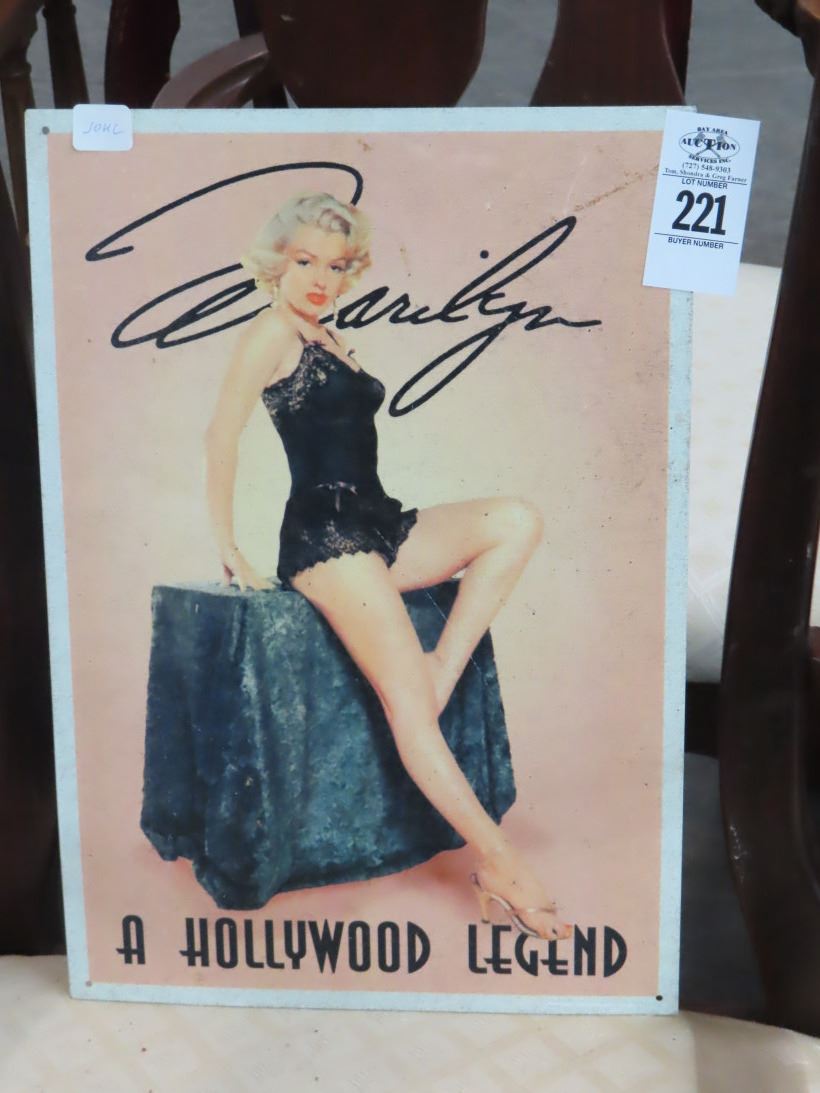 JOHL
BAY AREA
AUCTION
SERVICES INC.
(727) 548-9303
Tom, Shondra & Greg Farner
LOT NUMBER
221
BUYER NUMBER
Marilyn
A HOLLYWOOD LEGEND